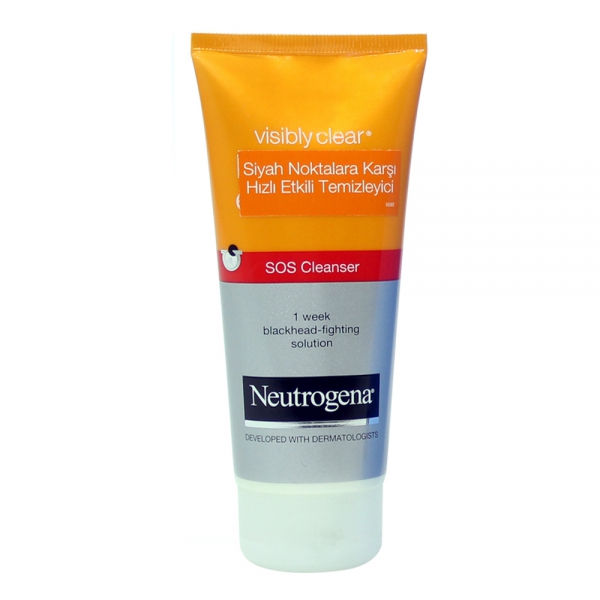 visibly clear®
Siyah Noktalara Karşı
Hızlı Etkili Temizleyici
SOS Cleanser
1 week
blackhead-fighting
solution
Neutrogena®
DEVELOPED WITH DERMATOLOGISTS